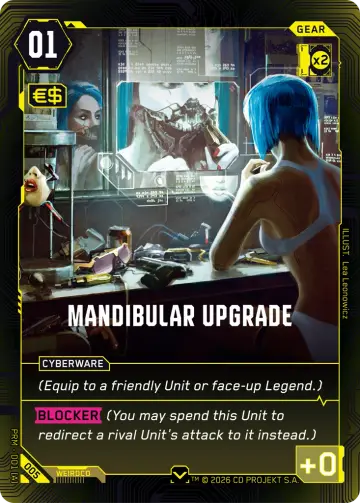 01
GEAR
€$
x2
MANDIBULAR UPGRADE
ILLUST. Lea Leonowicz
CYBERWARE
(Equip to a friendly Unit or face-up Legend.)
BLOCKER (You may spend this Unit to
redirect a rival Unit's attack to it instead.)
+0
005
WEIRDCO
™ © 2026 CD PROJEKT S.A.